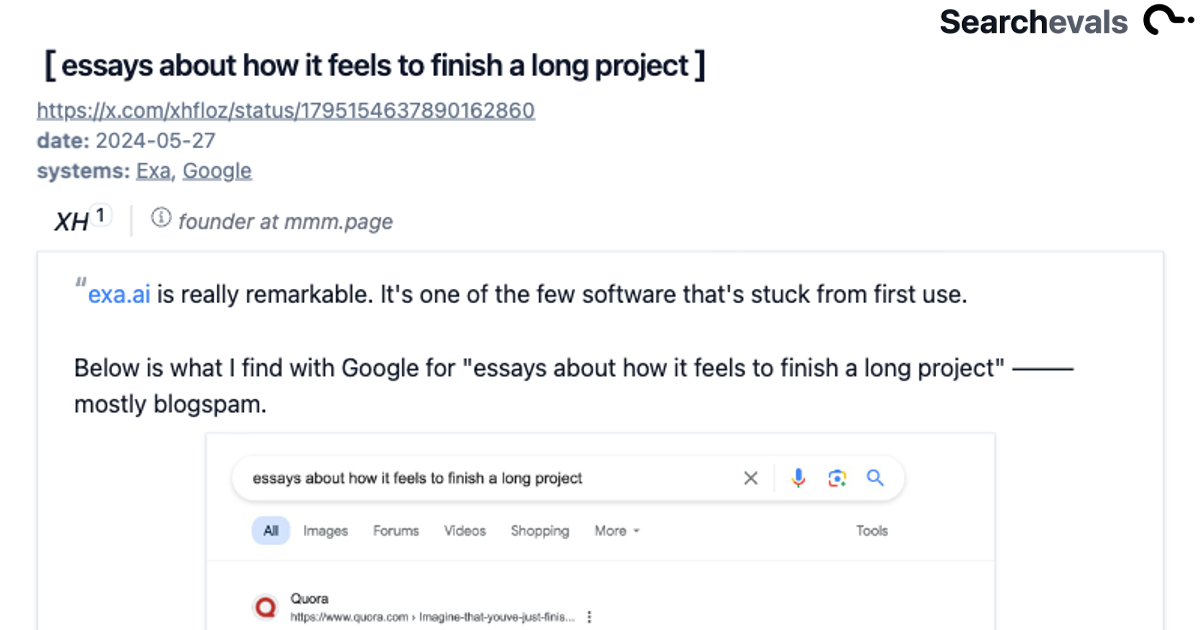 Searchevals
[ essays about how it feels to finish a long project ]
https://x.com/xhfloz/status/1795154637890162860
date: 2024-05-27
systems: Exa, Google
XH 1 founder at mmm.page
"exa.ai is really remarkable. It's one of the few software that's stuck from first use.
Below is what I find with Google for "essays about how it feels to finish a long project" ———
mostly blogspam.
essays about how it feels to finish a long project
All Images Forums Videos Shopping More Tools
Quora
https://www.quora.com › Imagine-that-youve-just-finis...